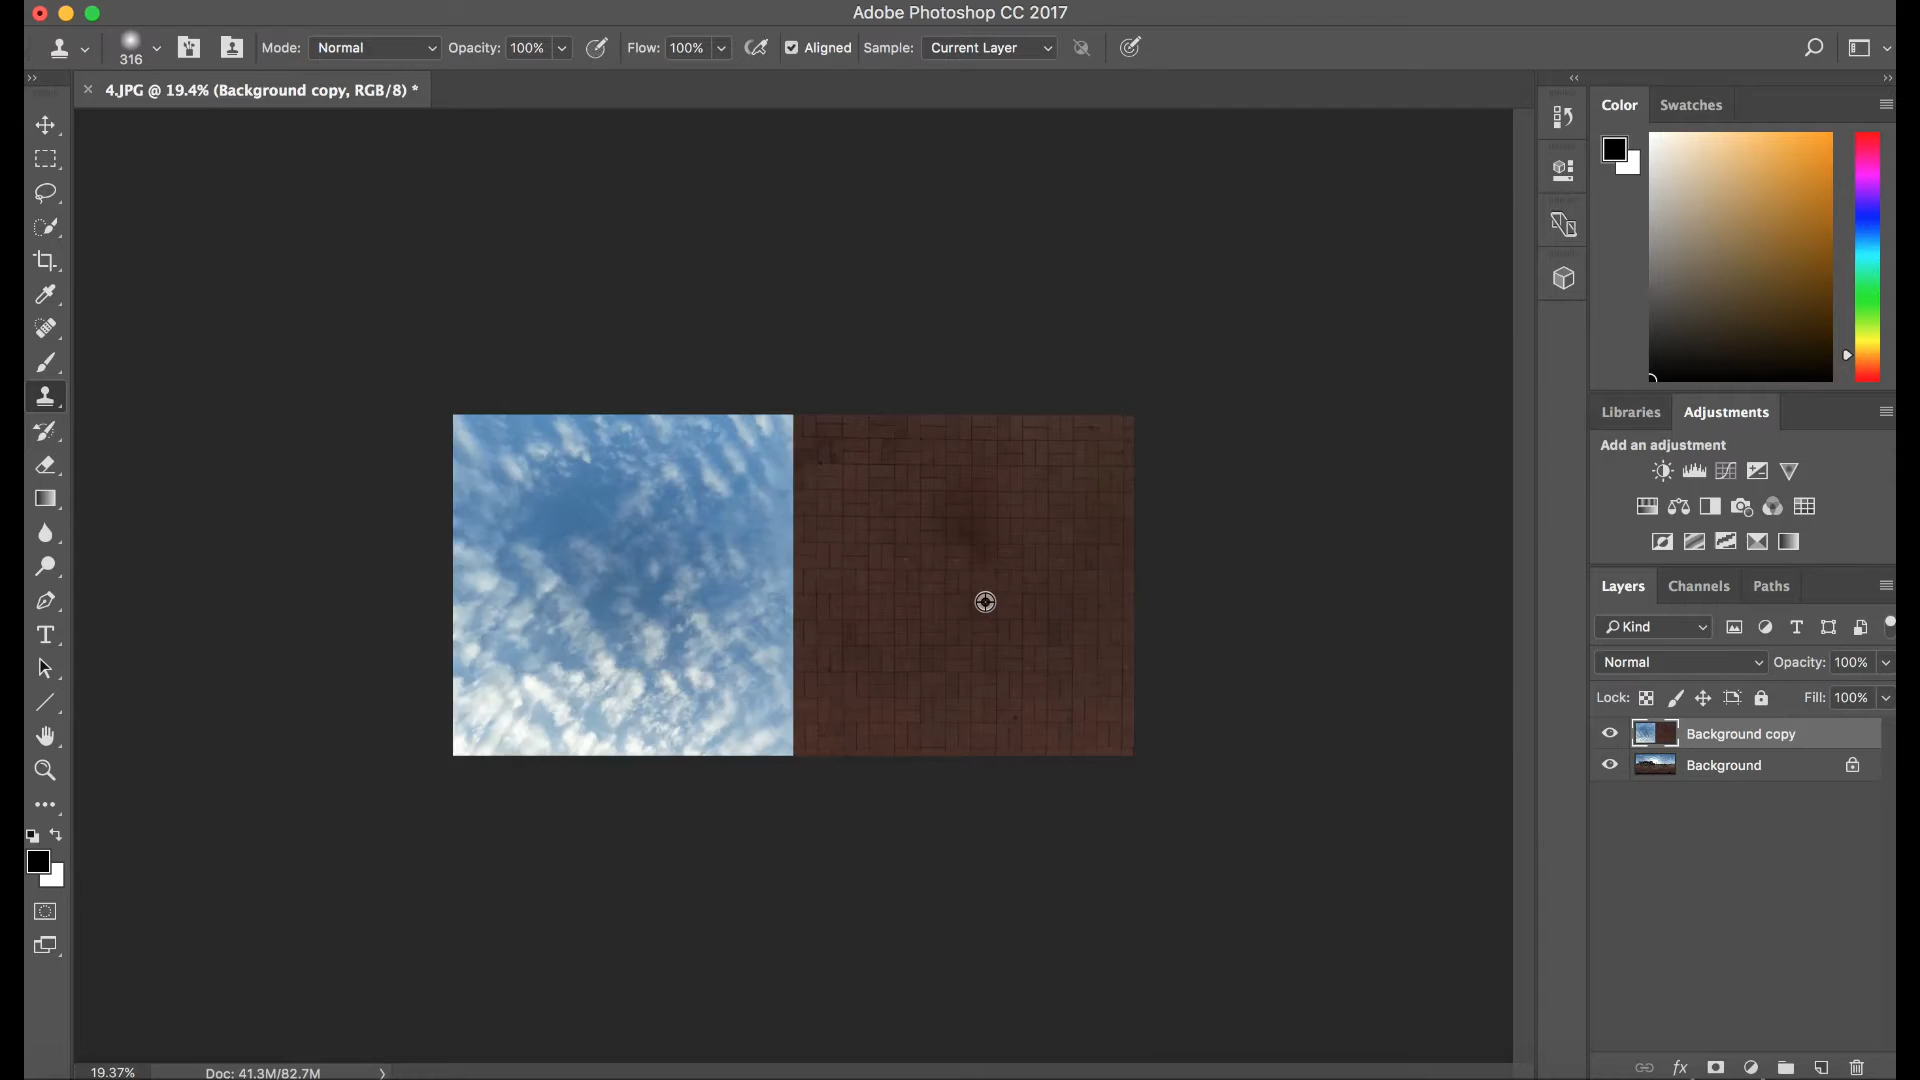 Adobe Photoshop CC 2017
316
Mode: Normal
Opacity: 100%
Flow: 100%
Aligned
Sample: Current Layer
4.JPG @ 19.4% (Background copy, RGB/8) *
Color
Swatches
Libraries
Adjustments
Add an adjustment
Layers
Channels
Paths
Kind
Normal
Opacity: 100%
Lock:
Fill: 100%
Background copy
Background
fx
19.37%
Doc: 41.3M/82.7M